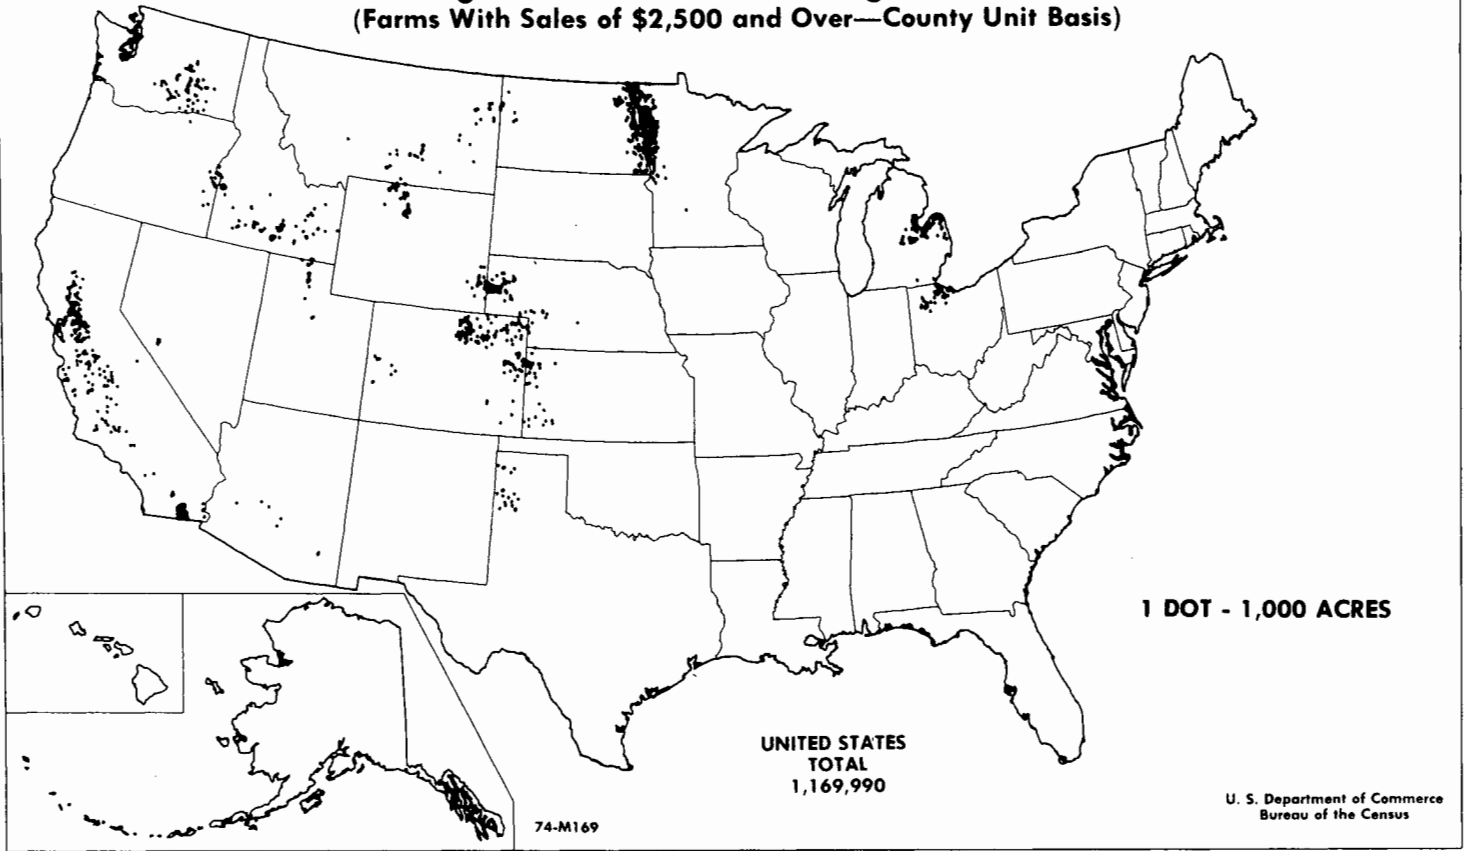 (Farms With Sales of $2,500 and Over—County Unit Basis)
1 DOT - 1,000 ACRES
UNITED STATES
TOTAL
1,169,990
U. S. Department of Commerce
Bureau of the Census
74-M169